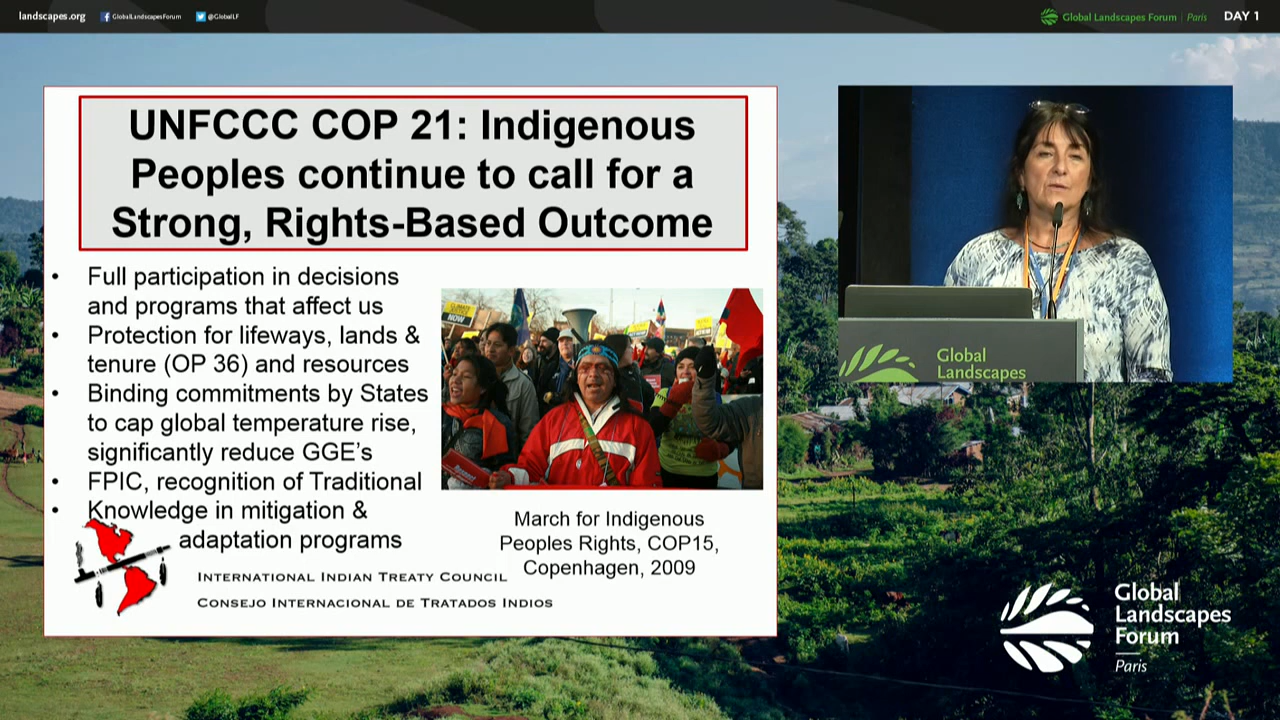 landscapes.org
GlobalLandscapesForum
@GlobalLF
Global Landscapes Forum | Paris
DAY 1
UNFCCC COP 21: Indigenous
Peoples continue to call for a
Strong, Rights-Based Outcome
• Full participation in decisions
and programs that affect us
• Protection for lifeways, lands &
tenure (OP 36) and resources
• Binding commitments by States
to cap global temperature rise,
significantly reduce GGE's
• FPIC, recognition of Traditional
• Knowledge in mitigation &
adaptation programs
INTERNATIONAL INDIAN TREATY COUNCIL
CONSEJO INTERNACIONAL DE TRATADOS INDIOS
NOW
March for Indigenous
Peoples Rights, COP15,
Copenhagen, 2009
Global
Landscapes
Global
Landscapes
Forum
Paris